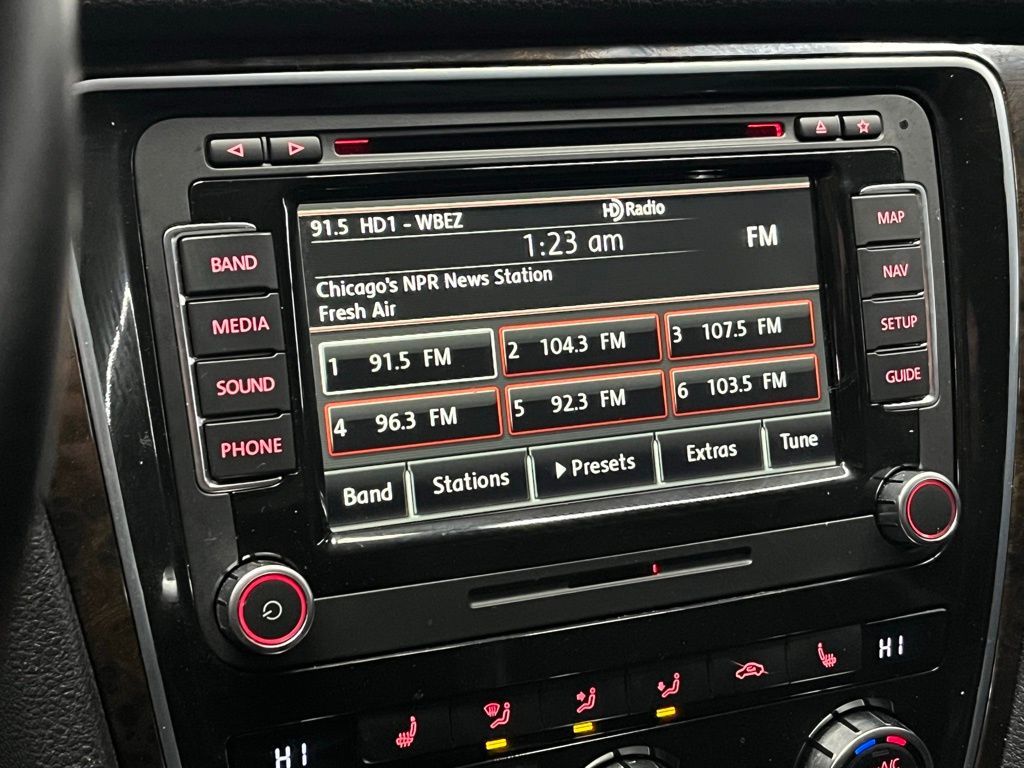 91.5 HD1 - WBEZ
HD Radio
1:23 am
FM
Chicago's NPR News Station
Fresh Air
1 91.5 FM
2 104.3 FM
3 107.5 FM
4 96.3 FM
5 92.3 FM
6 103.5 FM
Band
Stations
Presets
Extras
Tune
BAND
MEDIA
SOUND
PHONE
MAP
NAV
SETUP
GUIDE
HI
HI
A/C